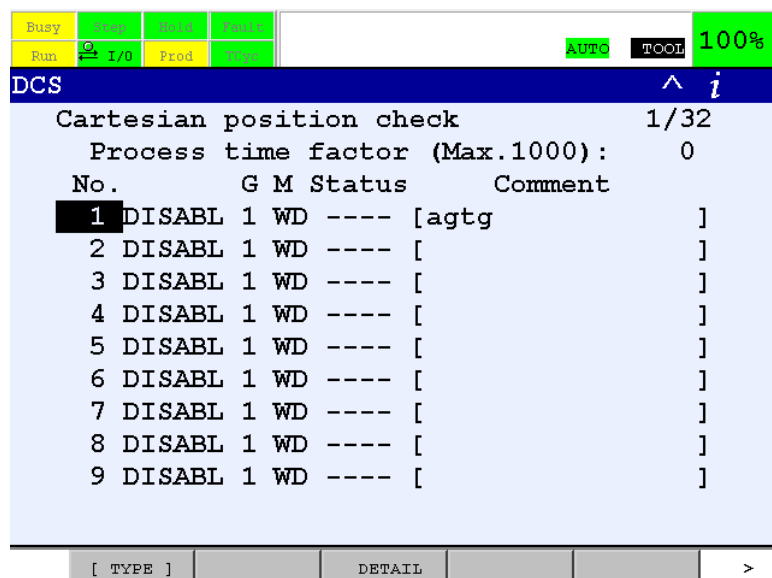 Busy Step Hold Fault
Run I/O Prod TCyc AUTO TOOL 100%
DCS ^ i
Cartesian position check 1/32
Process time factor (Max.1000): 0
No. G M Status Comment
1 DISABL 1 WD ---- [agtg ]
2 DISABL 1 WD ---- [ ]
3 DISABL 1 WD ---- [ ]
4 DISABL 1 WD ---- [ ]
5 DISABL 1 WD ---- [ ]
6 DISABL 1 WD ---- [ ]
7 DISABL 1 WD ---- [ ]
8 DISABL 1 WD ---- [ ]
9 DISABL 1 WD ---- [ ]
[ TYPE ] DETAIL >